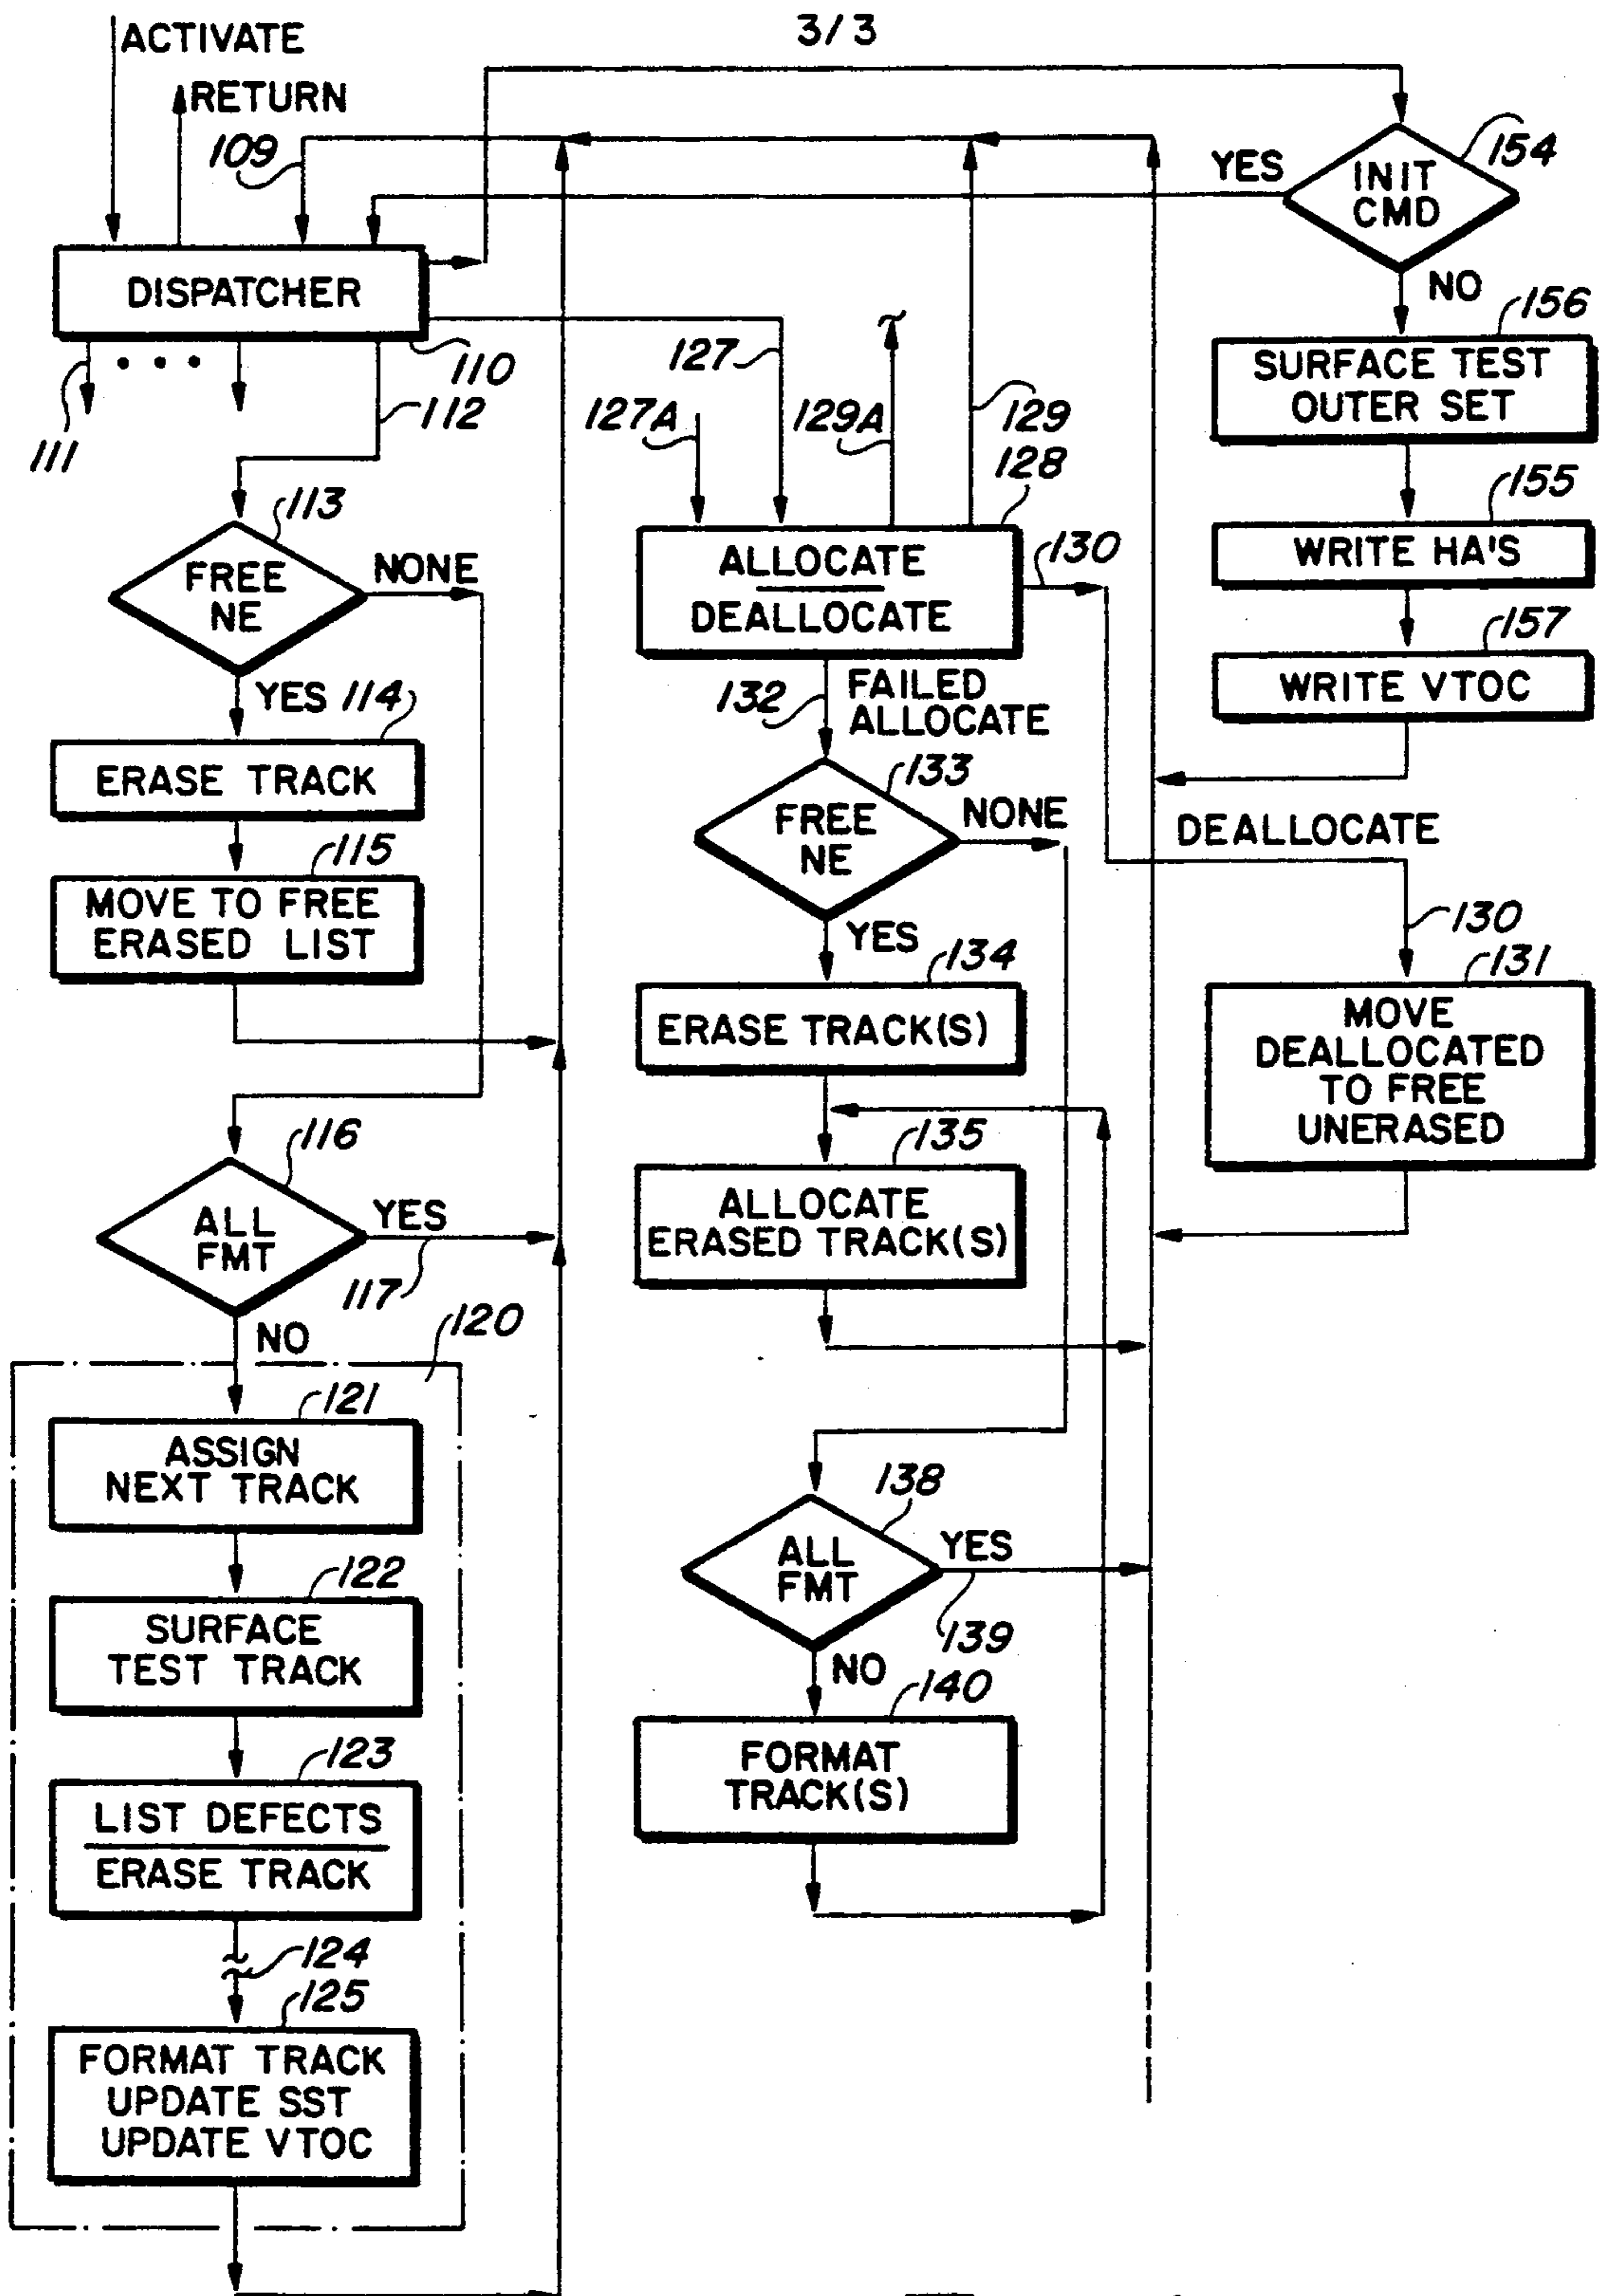 3/3
ACTIVATE
RETURN
109
DISPATCHER
110
111
112
113
FREE
NE
NONE
YES
114
ERASE TRACK
115
MOVE TO FREE
ERASED LIST
116
ALL
FMT
YES
117
NO
120
121
ASSIGN
NEXT TRACK
122
SURFACE
TEST TRACK
123
LIST DEFECTS
ERASE TRACK
124
125
FORMAT TRACK
UPDATE SST
UPDATE VTOC
127
127A
129A
129
128
ALLOCATE
DEALLOCATE
130
132
FAILED
ALLOCATE
133
FREE
NE
NONE
YES
134
ERASE TRACK(S)
135
ALLOCATE
ERASED TRACK(S)
138
ALL
FMT
YES
139
NO
140
FORMAT
TRACK(S)
154
INIT
CMD
YES
NO
156
SURFACE TEST
OUTER SET
155
WRITE HA'S
157
WRITE VTOC
DEALLOCATE
130
131
MOVE
DEALLOCATED
TO FREE
UNERASED